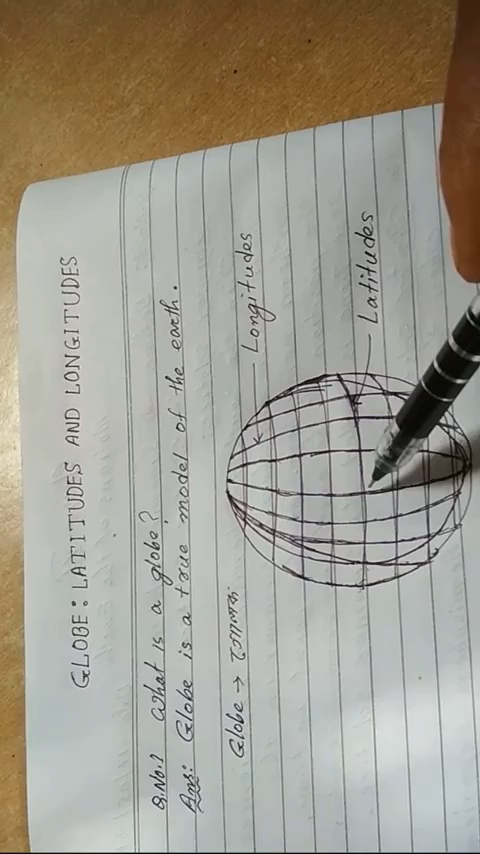 GLOBE: LATITUDES AND LONGITUDES
Q.No.1 What is a globe?
Ans: Globe is a true model of the earth.
Globe → গোলক
Longitudes
Latitudes